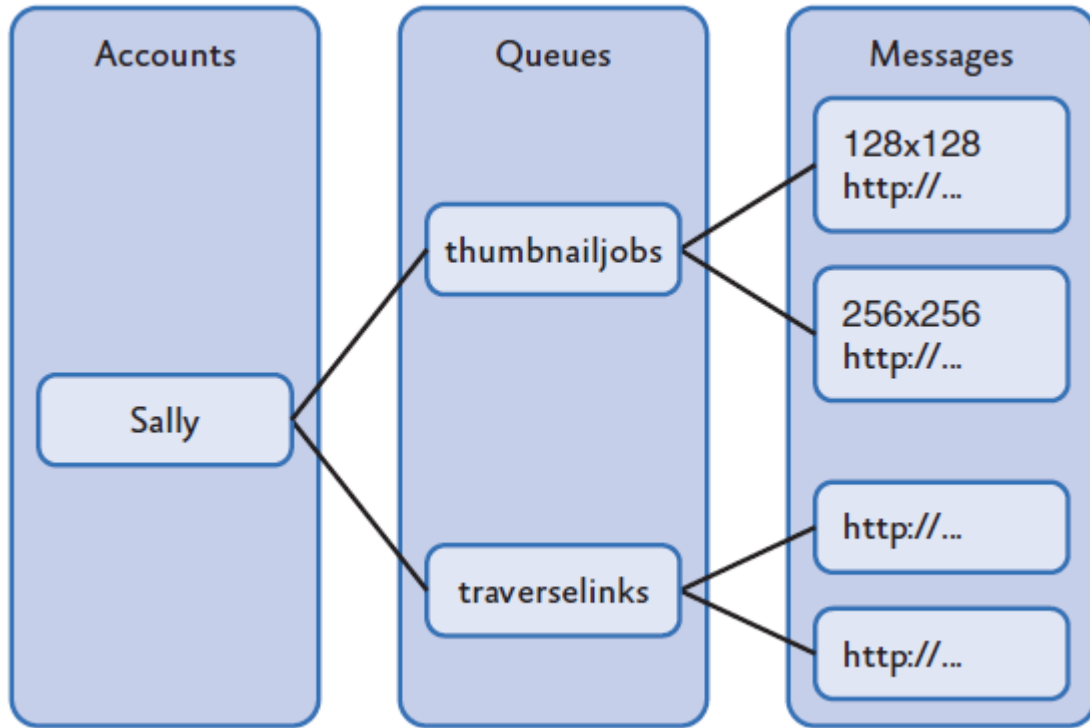 Accounts
Queues
Messages
Sally
thumbnailjobs
traverselinks
128x128
http://...
256x256
http://...
http://...
http://...